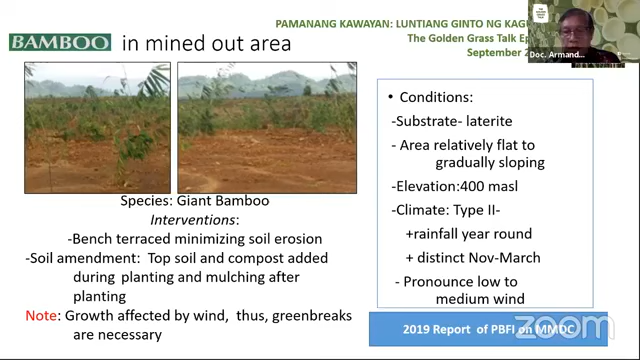 PAMANANG KAWAYAN: LUNTIANG GINTO NG
The Golden Grass Talk
September
BAMBOO in mined out area
Doc. Armand...
Species: Giant Bamboo
Interventions:
-Bench terraced minimizing soil erosion
-Soil amendment: Top soil and compost added
during planting and mulching after
planting
Note: Growth affected by wind, thus, greenbreaks
are necessary
• Conditions:
-Substrate- laterite
- Area relatively flat to
gradually sloping
-Elevation:400 masl
-Climate: Type II-
+rainfall year round
+ distinct Nov-March
- Pronounce low to
medium wind
2019 Report of PBFI on MMDC
zoom